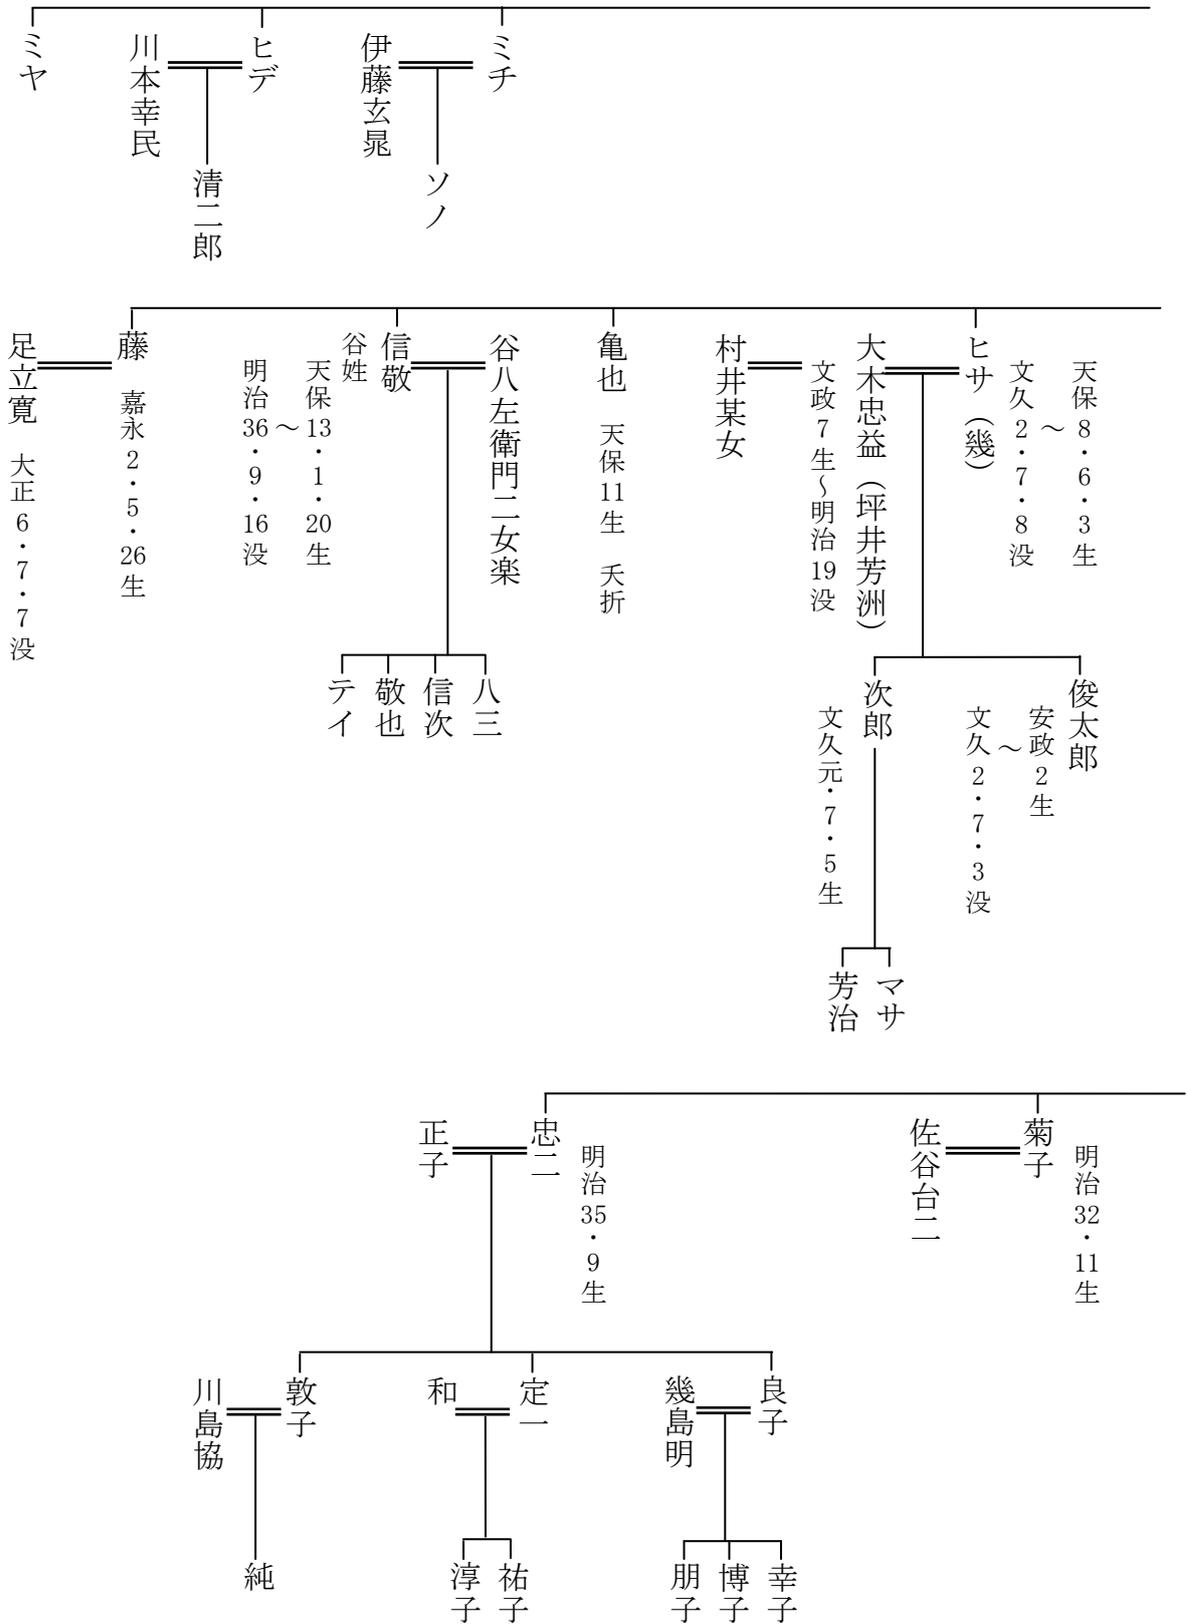 ミチ
伊藤玄晁
ソノ
ヒデ
川本幸民
清二郎
ミヤ
天保8・6・3生
～
文久2・7・8没
ヒサ（幾）
大木忠益（坪井芳洲）
文政7生～明治19没
村井某女
俊太郎
安政2生
～
文久2・7・3没
次郎
文久元・7・5生
マサ
芳治
亀也 天保11生 夭折
谷八左衛門二女楽
信敬
谷姓
天保13・1・20生
～
明治36・9・16没
八三
信次
敬也
テイ
藤 嘉永2・5・26生
足立寛 大正6・7・7没
明治32・11生
菊子
佐谷台二
明治35・9生
忠二
正子
良子
幾島明
幸子
博子
朋子
定一
和
祐子
淳子
敦子
川島協
純